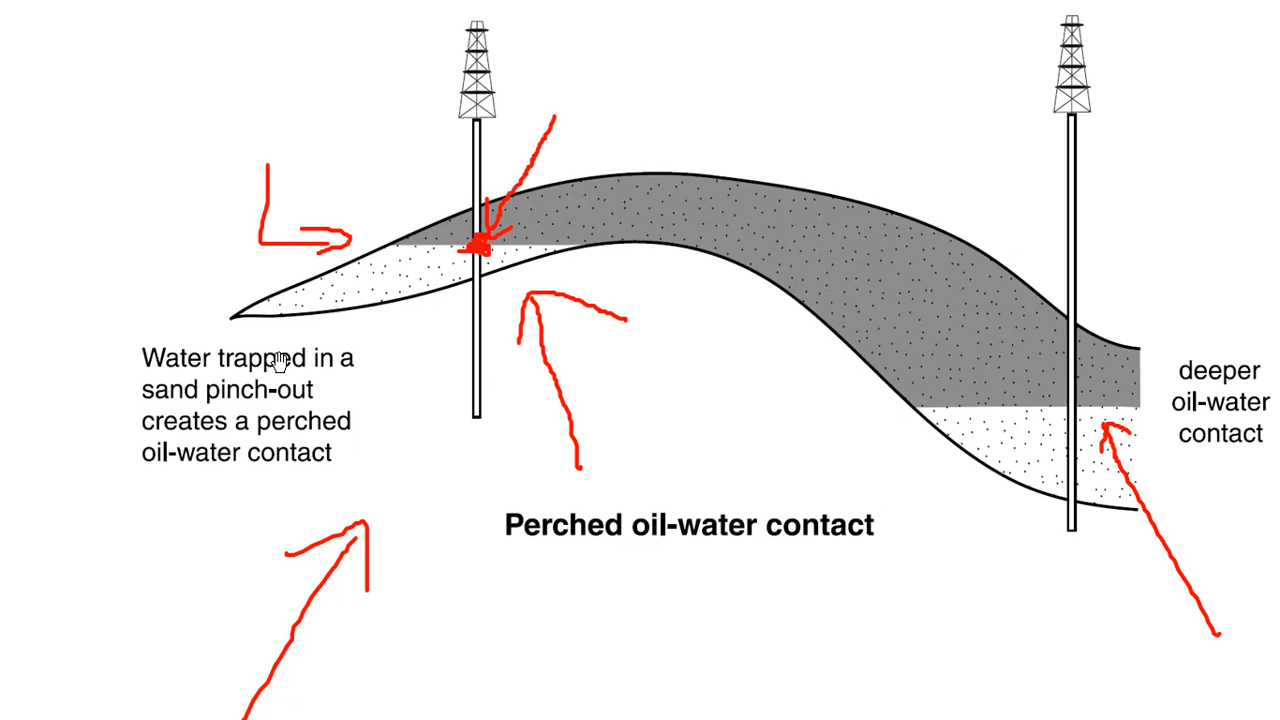 Water trapped in a
sand pinch-out
creates a perched
oil-water contact
deeper
oil-water
contact
Perched oil-water contact